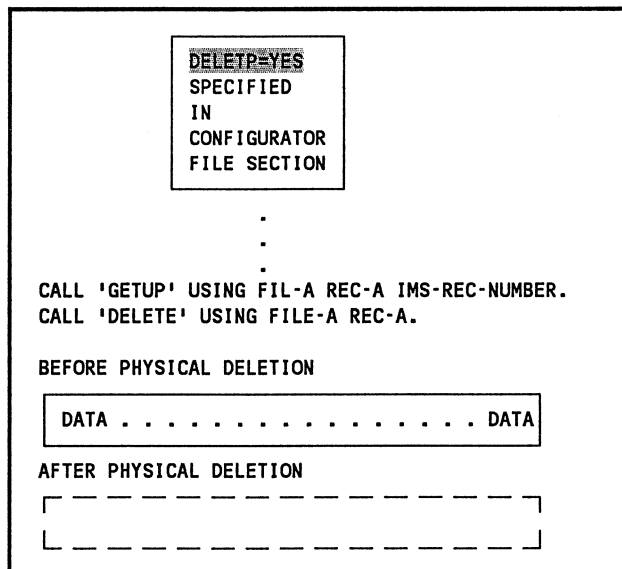 DELETP=YES
SPECIFIED
IN
CONFIGURATOR
FILE SECTION
.
.
.
CALL 'GETUP' USING FIL-A REC-A IMS-REC-NUMBER.
CALL 'DELETE' USING FILE-A REC-A.
BEFORE PHYSICAL DELETION
DATA . . . . . . . . . . . . . . . . DATA
AFTER PHYSICAL DELETION